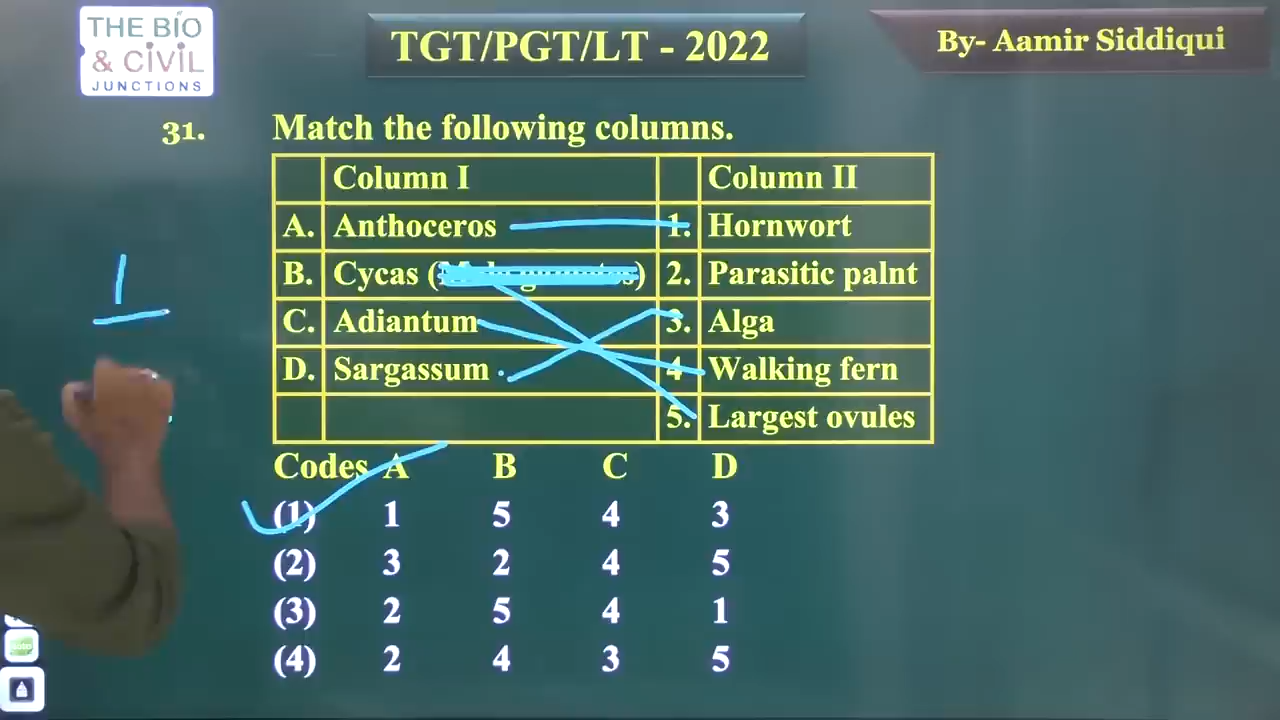 THE BIO
& CIVIL
JUNCTIONS
TGT/PGT/LT - 2022
By- Aamir Siddiqui
31. Match the following columns.
Column I Column II
A. Anthoceros 1. Hornwort
B. Cycas ( ) 2. Parasitic palnt
C. Adiantum 3. Alga
D. Sargassum 4 Walking fern
5. Largest ovules
Codes A B C D
(1) 1 5 4 3
(2) 3 2 4 5
(3) 2 5 4 1
(4) 2 4 3 5
1